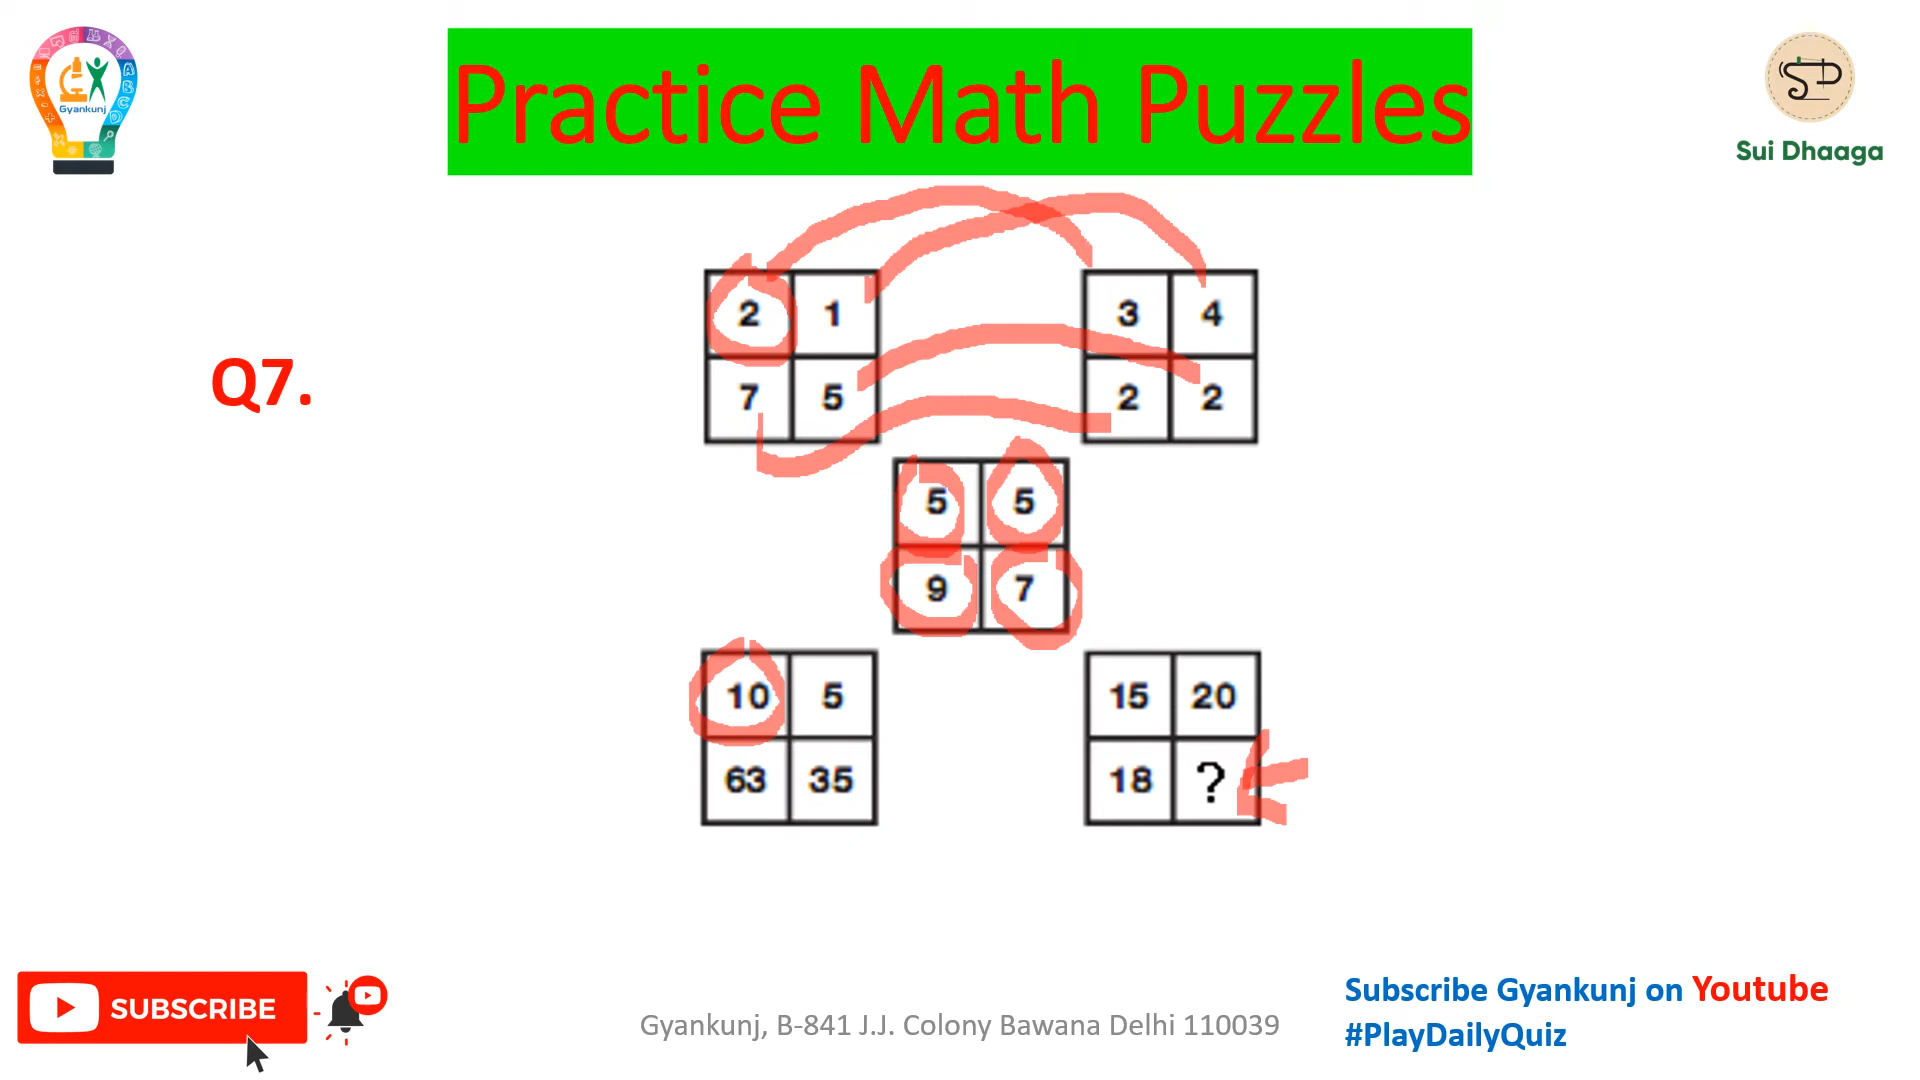 Gyankunj
Practice Math Puzzles
Sui Dhaaga
Q7.
2 1 3 4
7 5 2 2
5 5
9 7
10 5 15 20
63 35 18 ?
SUBSCRIBE
Gyankunj, B-841 J.J. Colony Bawana Delhi 110039
Subscribe Gyankunj on Youtube
#PlayDailyQuiz